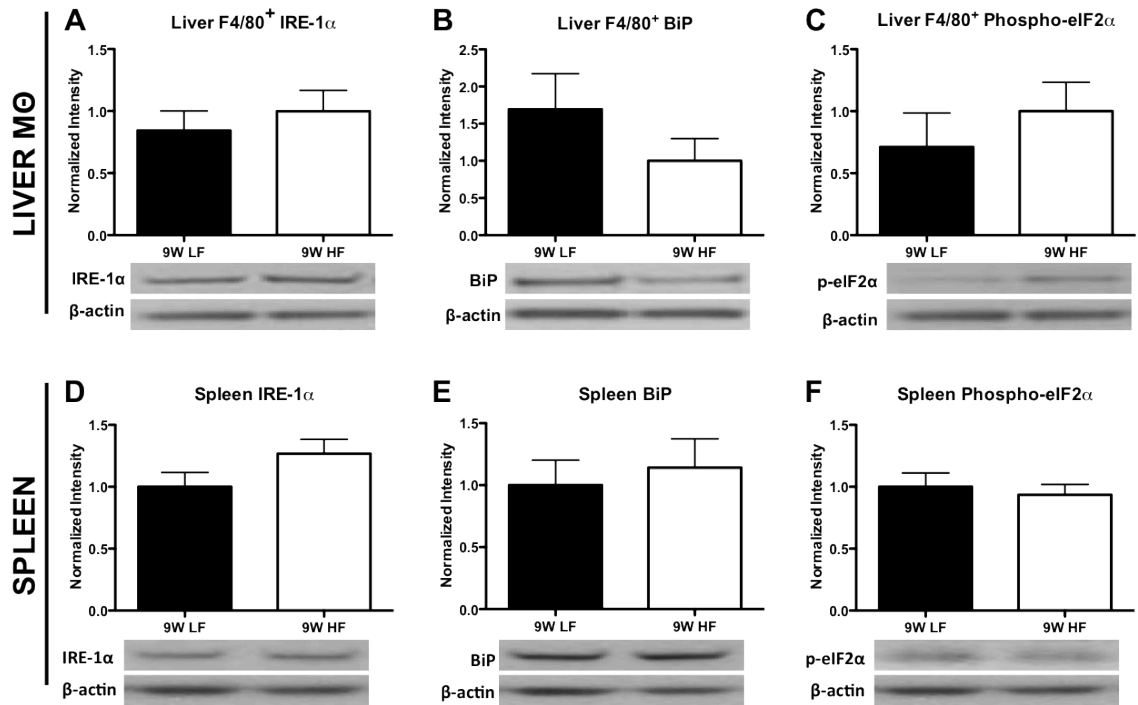 LIVER MΘ
A
Liver F4/80+ IRE-1α
Normalized Intensity
1.5
1.0
0.5
0.0
9W LF
9W HF
IRE-1α
β-actin
B
Liver F4/80+ BiP
Normalized Intensity
2.5
2.0
1.5
1.0
0.5
0.0
9W LF
9W HF
BiP
β-actin
C
Liver F4/80+ Phospho-eIF2α
Normalized Intensity
1.5
1.0
0.5
0.0
9W LF
9W HF
p-eIF2α
β-actin
SPLEEN
D
Spleen IRE-1α
Normalized Intensity
1.5
1.0
0.5
0.0
9W LF
9W HF
IRE-1α
β-actin
E
Spleen BiP
Normalized Intensity
1.5
1.0
0.5
0.0
9W LF
9W HF
BiP
β-actin
F
Spleen Phospho-eIF2α
Normalized Intensity
1.5
1.0
0.5
0.0
9W LF
9W HF
p-eIF2α
β-actin